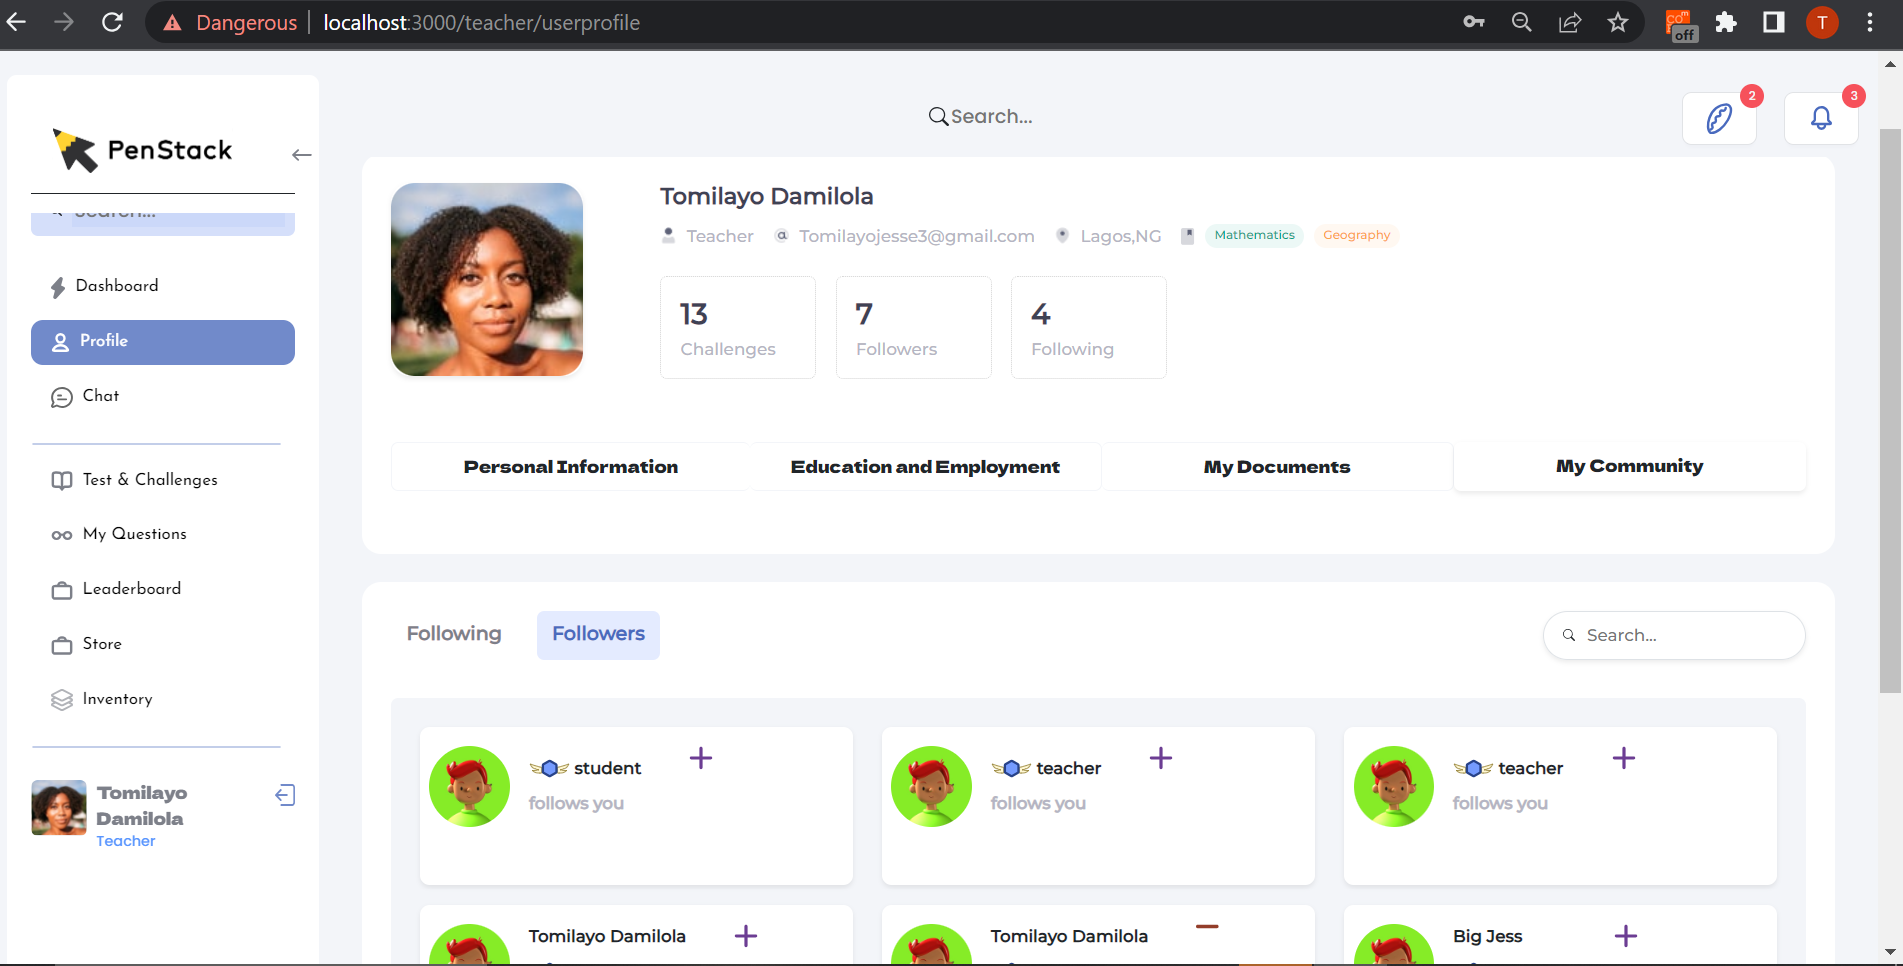 Dangerous
localhost:3000/teacher/userprofile
off
T
PenStack
Search...
2
3
Search...
Dashboard
Profile
Chat
Test & Challenges
My Questions
Leaderboard
Store
Inventory
Tomilayo
Damilola
Teacher
Tomilayo Damilola
Teacher
Tomilayojesse3@gmail.com
Lagos,NG
Mathematics
Geography
13
Challenges
7
Followers
4
Following
Personal Information
Education and Employment
My Documents
My Community
Following
Followers
Search...
student
follows you
teacher
follows you
teacher
follows you
Tomilayo Damilola
Tomilayo Damilola
Big Jess